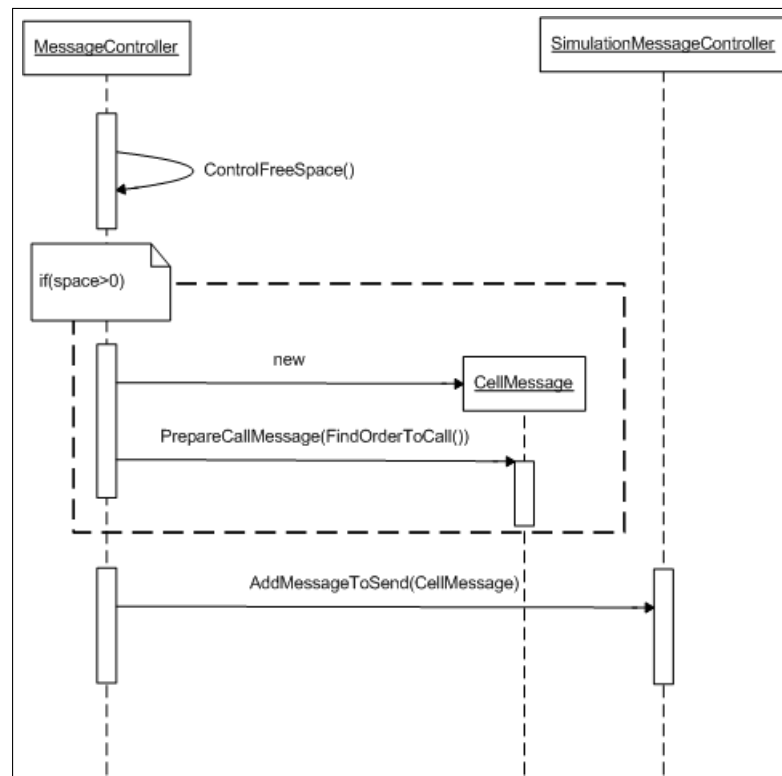 MessageController
SimulationMessageController
ControlFreeSpace()
if(space>0)
new
CellMessage
PrepareCallMessage(FindOrderToCall())
AddMessageToSend(CellMessage)